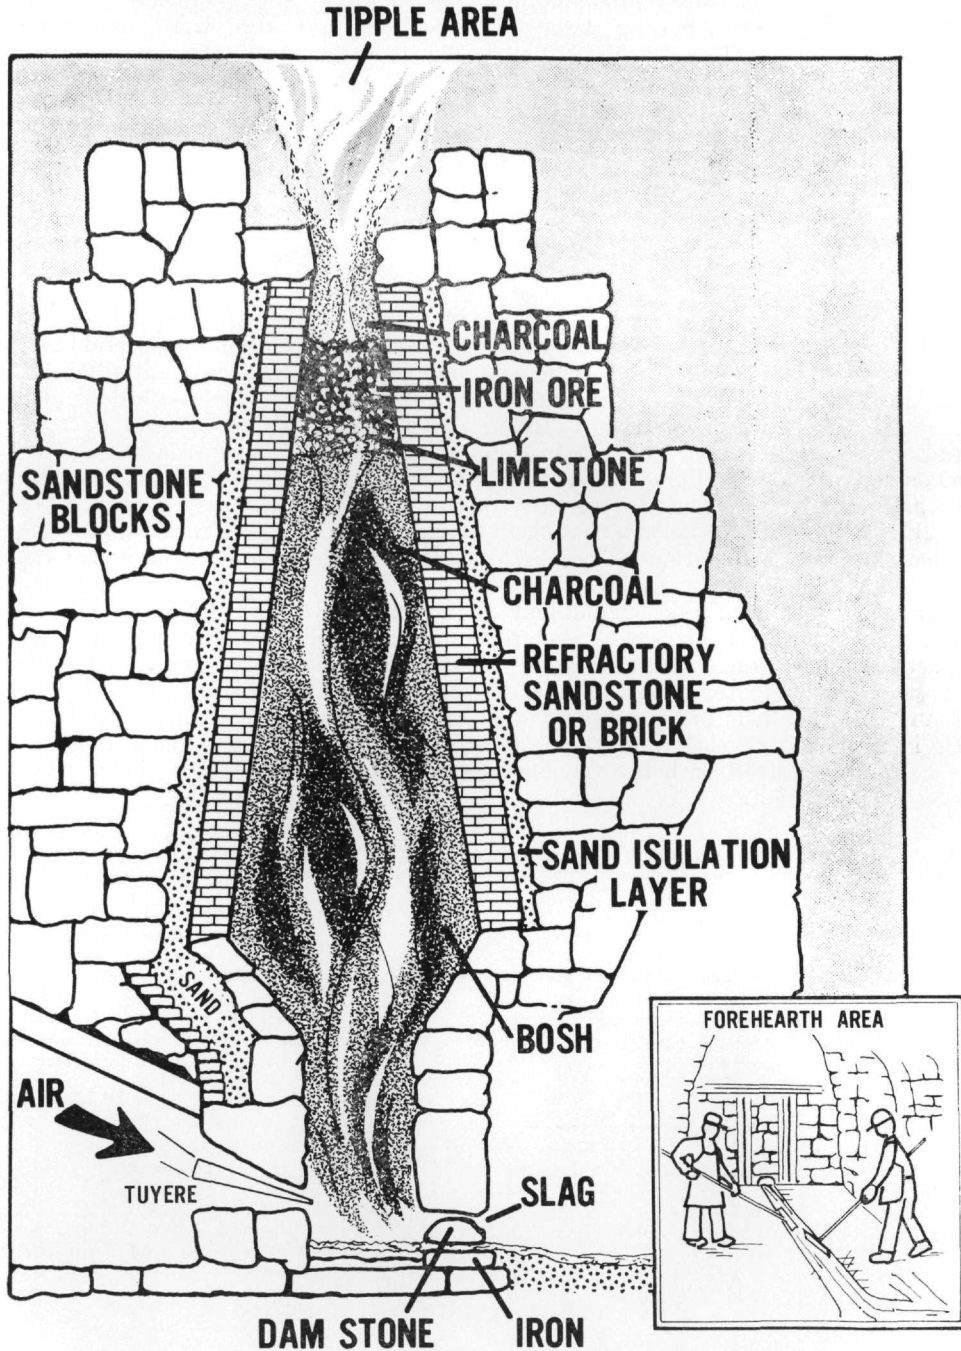 TIPPLE AREA
CHARCOAL
IRON ORE
LIMESTONE
SANDSTONE
BLOCKS
CHARCOAL
REFRACTORY
SANDSTONE
OR BRICK
SAND ISULATION
LAYER
SAND
BOSH
FOREHEARTH AREA
AIR
TUYERE
SLAG
DAM STONE
IRON